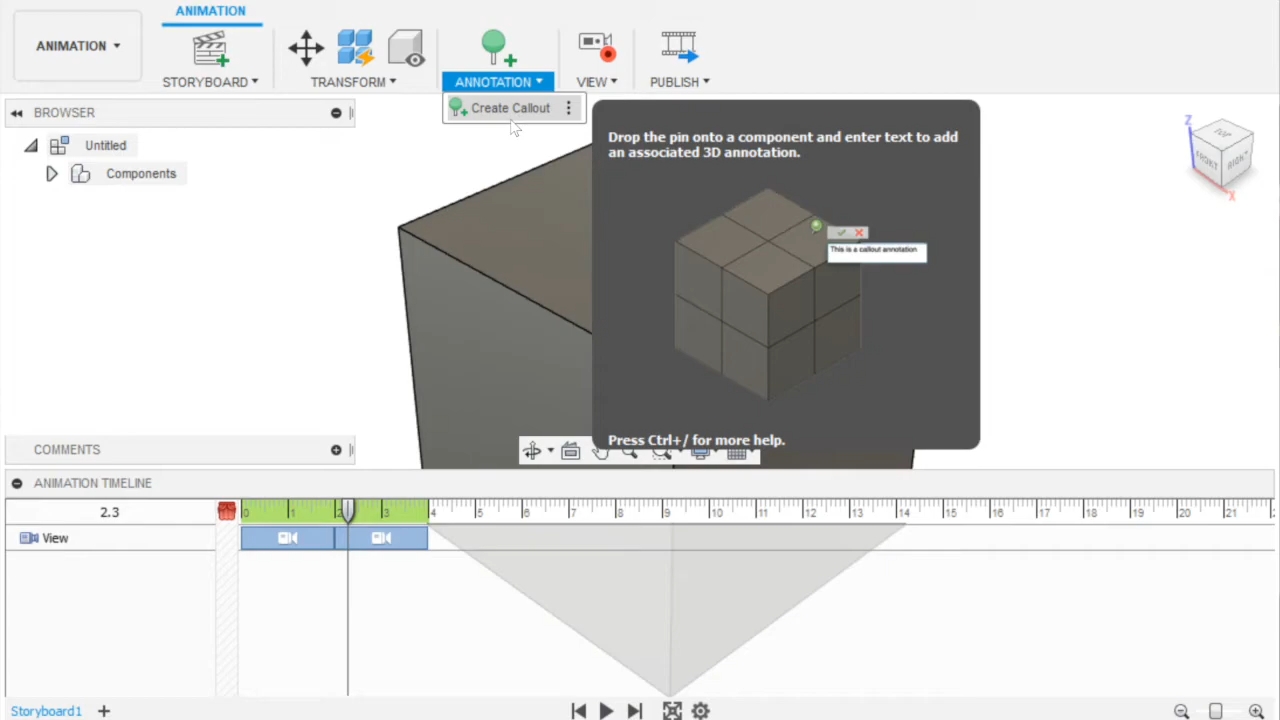 ANIMATION
ANIMATION
STORYBOARD
TRANSFORM
ANNOTATION
VIEW
PUBLISH
BROWSER
Create Callout
Untitled
Components
Drop the pin onto a component and enter text to add
an associated 3D annotation.
This is a callout annotation
Press Ctrl+/ for more help.
Z
TOP
FRONT
RIGHT
X
COMMENTS
ANIMATION TIMELINE
2.3
0 1 2 3 4 5 6 7 8 9 10 11 12 13 14 15 16 17 18 19 20 21
View
Storyboard1